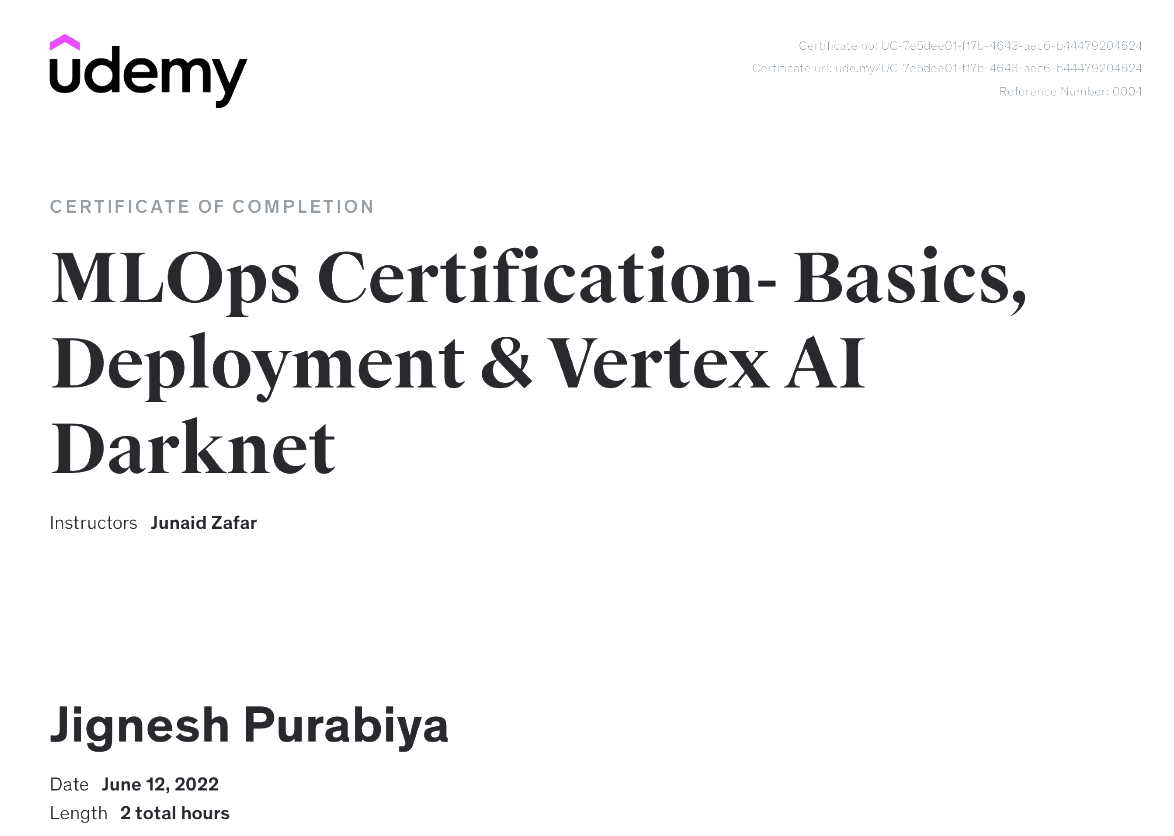 udemy
Certificate no: UC-7e5dee01-f17b-4643-aec6-b44479204624
Certificate url: ude.my/UC-7e5dee01-f17b-4643-aec6-b44479204624
Reference Number: 0004
CERTIFICATE OF COMPLETION
MLOps Certification- Basics,
Deployment & Vertex AI
Darknet
Instructors Junaid Zafar
Jignesh Purabiya
Date June 12, 2022
Length 2 total hours